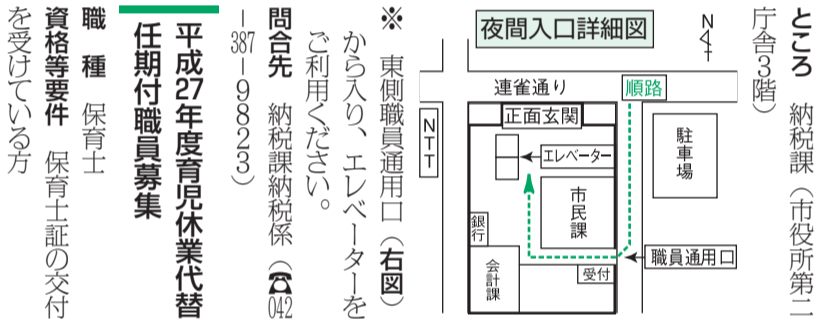 ところ　納税課（市役所第二
庁舎3階）
夜間入口詳細図
N
連雀通り
順路
正面玄関
NTT
エレベーター
駐車場
市民課
銀行
職員通用口
受付
会計課
※　東側職員通用口（右図）
から入り、エレベーターを
ご利用ください。
問合先　納税課納税係（☎042
－387－9823）
平成27年度育児休業代替
任期付職員募集
職　種　保育士
資格等要件　保育士証の交付
を受けている方